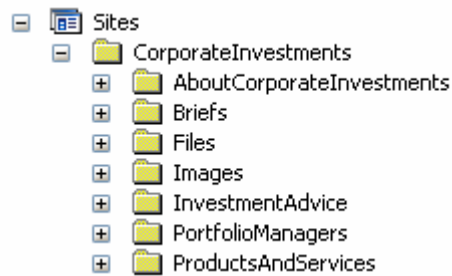 Sites
CorporateInvestments
AboutCorporateInvestments
Briefs
Files
Images
InvestmentAdvice
PortfolioManagers
ProductsAndServices